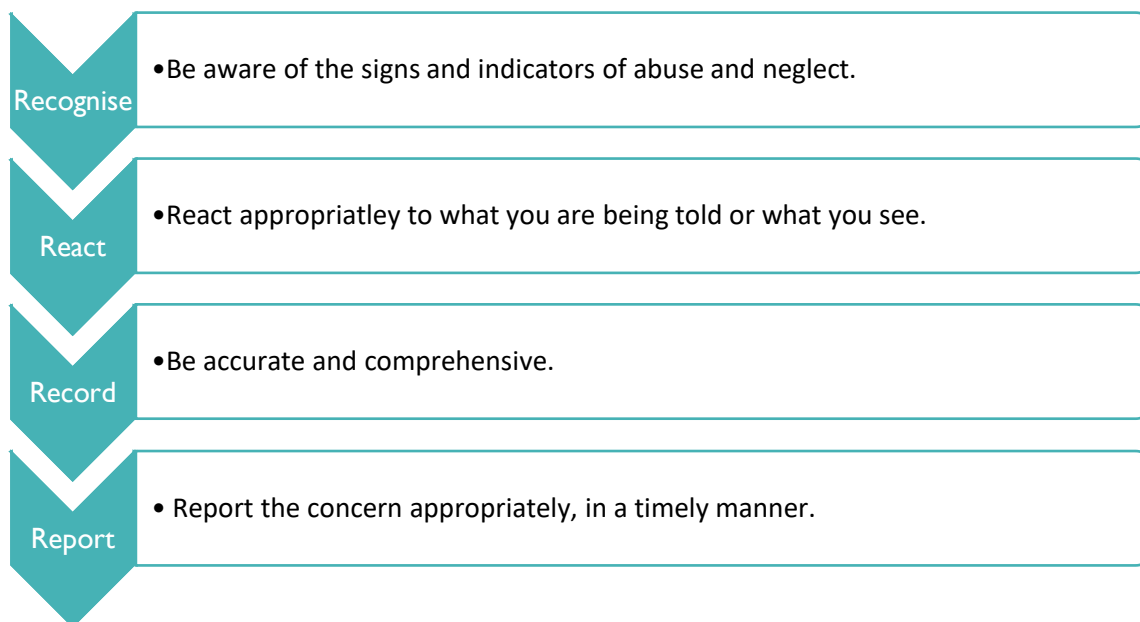 Recognise
•Be aware of the signs and indicators of abuse and neglect.
React
•React appropriatley to what you are being told or what you see.
Record
•Be accurate and comprehensive.
Report
• Report the concern appropriately, in a timely manner.